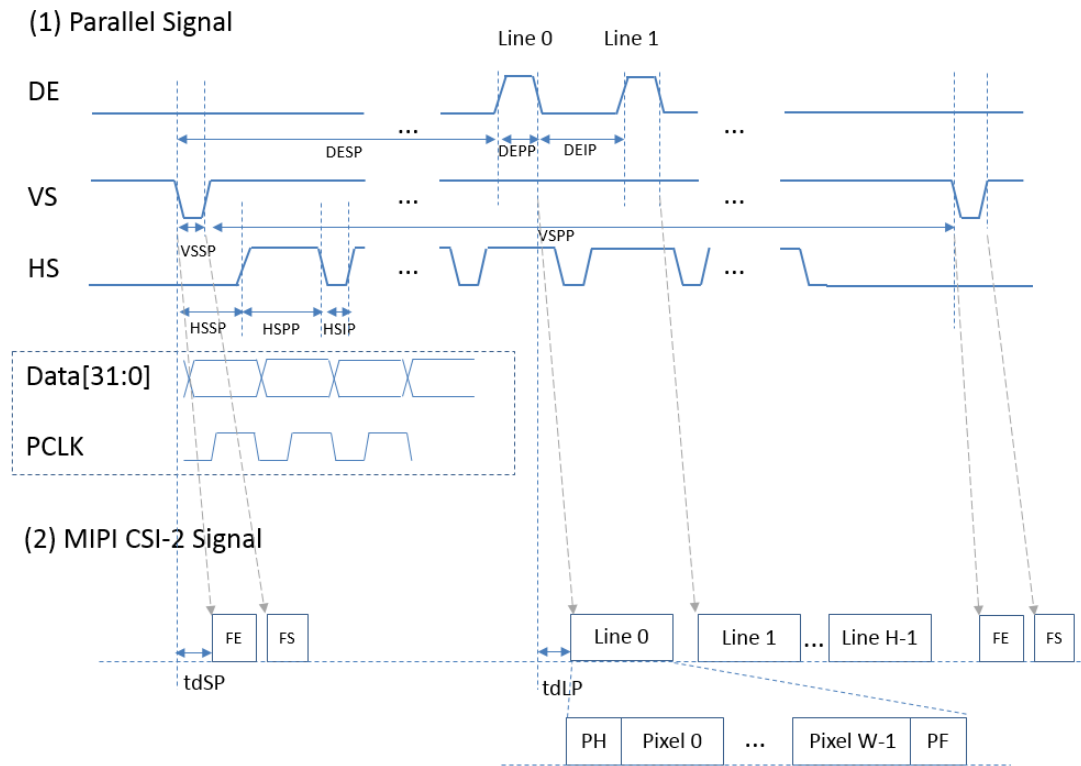 (1) Parallel Signal
Line 0 Line 1
DE
... ...
DESP DEPP DEIP
VS
... ...
VSSP VSPP
HS
... ...
HSSP HSPP HSIP
Data[31:0]
PCLK
(2) MIPI CSI-2 Signal
FE FS Line 0 Line 1 ... Line H-1 FE FS
tdSP tdLP
PH Pixel 0 ... Pixel W-1 PF